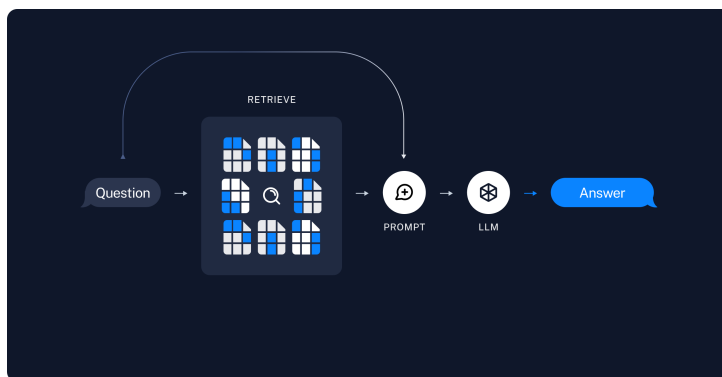 RETRIEVE
Question
Answer
PROMPT
LLM